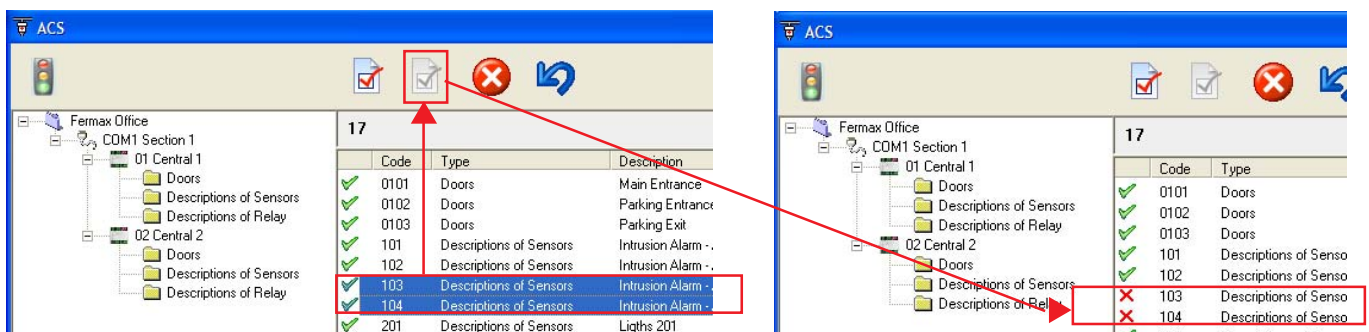 ACS
Fermax Office
COM1 Section 1
01 Central 1
Doors
Descriptions of Sensors
Descriptions of Relay
02 Central 2
Doors
Descriptions of Sensors
Descriptions of Relay
17
Code Type Description
0101 Doors Main Entrance
0102 Doors Parking Entrance
0103 Doors Parking Exit
101 Descriptions of Sensors Intrusion Alarm - .
102 Descriptions of Sensors Intrusion Alarm - .
103 Descriptions of Sensors Intrusion Alarm - .
104 Descriptions of Sensors Intrusion Alarm - .
201 Descriptions of Sensors Ligths 201
ACS
Fermax Office
COM1 Section 1
01 Central 1
Doors
Descriptions of Sensors
Descriptions of Relay
02 Central 2
Doors
Descriptions of Sensors
Descriptions of Relay
17
Code Type
0101 Doors
0102 Doors
0103 Doors
101 Descriptions of Senso
102 Descriptions of Senso
103 Descriptions of Senso
104 Descriptions of Senso